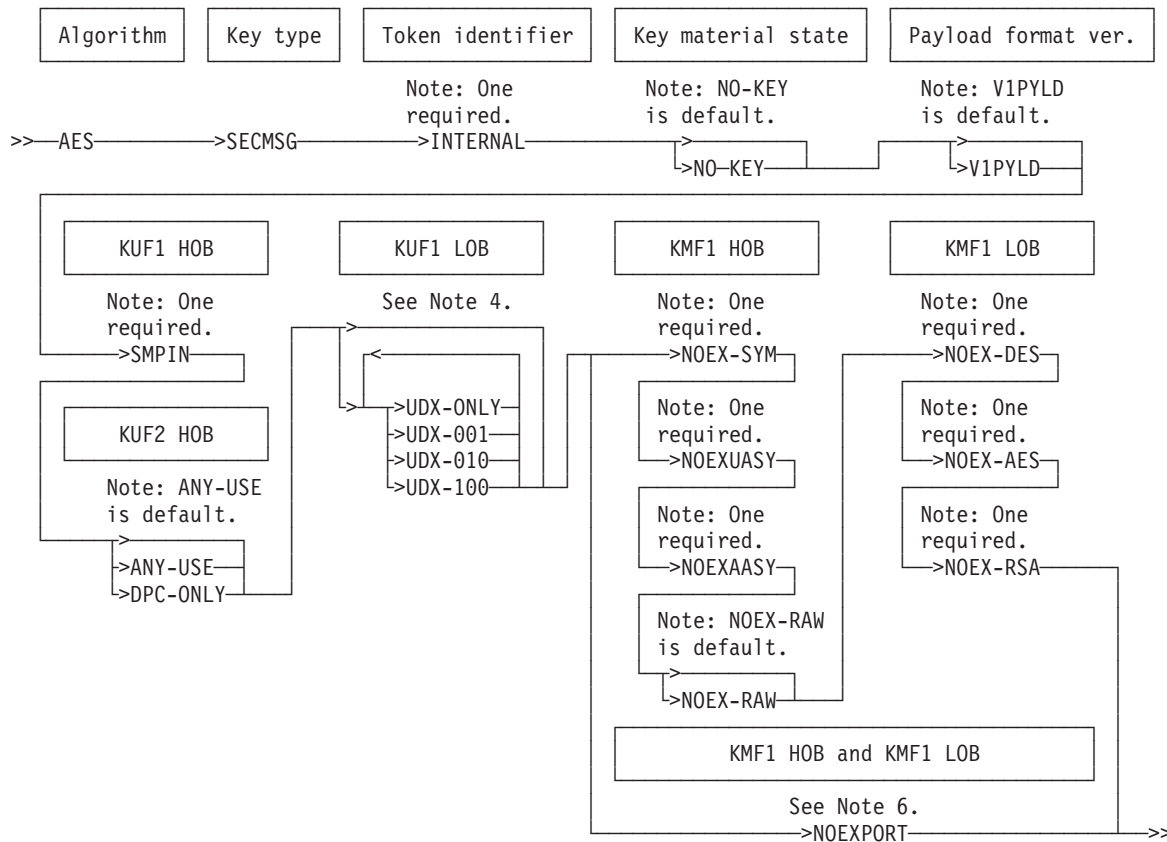 Algorithm Key type Token identifier Key material state Payload format ver.
Note: One required.
Note: NO-KEY is default.
Note: V1PYLD is default.
>>—AES >SECMSG >INTERNAL
>
>NO-KEY
>
>V1PYLD
KUF1 HOB
Note: One
required.
>SMPIN
KUF2 HOB
Note: ANY-USE
is default.
>
>ANY-USE
>DPC-ONLY
KUF1 LOB
See Note 4.
>
<
>
>UDX-ONLY
>UDX-001
>UDX-010
>UDX-100
KMF1 HOB
Note: One
required.
>NOEX-SYM
Note: One
required.
>NOEXUASY
Note: One
required.
>NOEXAASY
Note: NOEX-RAW
is default.
>
>NOEX-RAW
KMF1 LOB
Note: One
required.
>NOEX-DES
Note: One
required.
>NOEX-AES
Note: One
required.
>NOEX-RSA
KMF1 HOB and KMF1 LOB
See Note 6.
>NOEXPORT >>